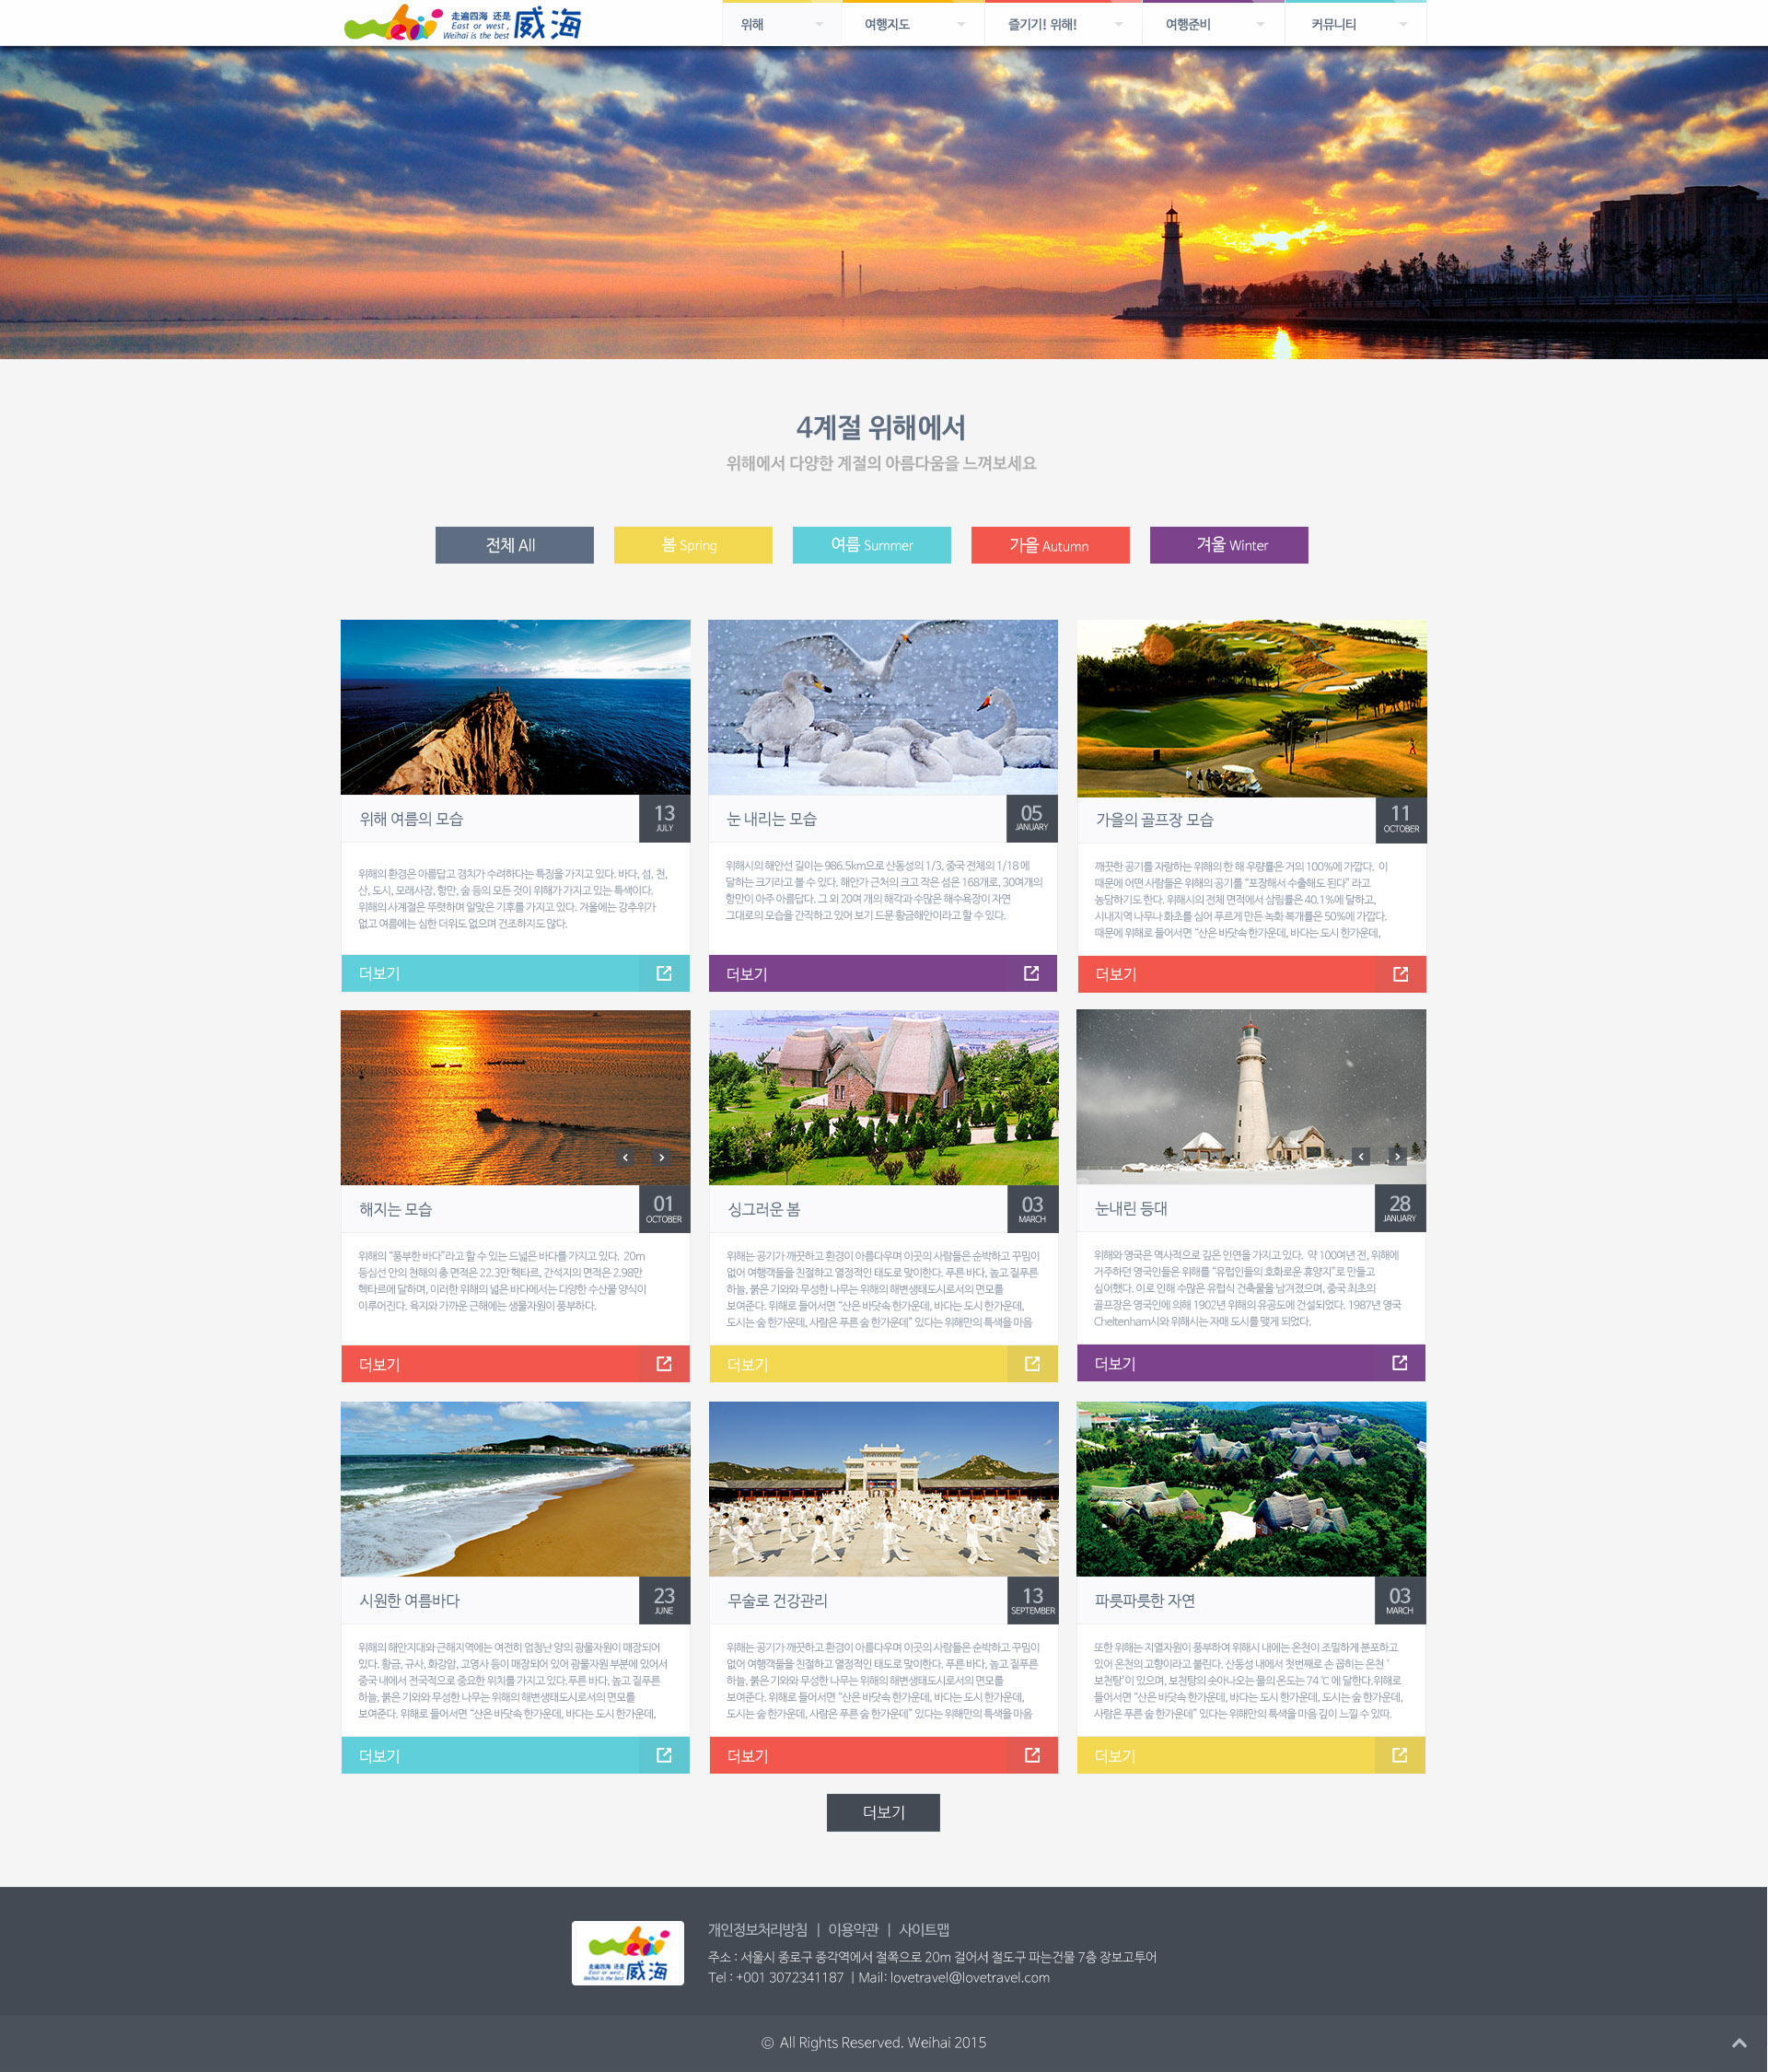 走遍四海 还是
East or west,
Weihai is the best
威海
위해
여행지도
즐기기! 위해!
여행준비
커뮤니티
4계절 위해에서
위해에서 다양한 계절의 아름다움을 느껴보세요
전체 All
봄 Spring
여름 Summer
가을 Autumn
겨울 Winter
위해 여름의 모습
13
JULY
위해의 환경은 아름답고 경치가 수려하다는 특징을 가지고 있다. 바다, 섬, 천,
산, 도시, 모래사장, 항만, 숲 등의 모든 것이 위해가 가지고 있는 특색이다.
위해의 사계절은 뚜렷하며 알맞은 기후를 가지고 있다. 겨울에는 강추위가
없고 여름에는 심한 더위도 없으며 건조하지도 않다.
더보기
눈 내리는 모습
05
JANUARY
위해시의 해안선 길이는 986.5km으로 산동성의 1/3, 중국 전체의 1/18 에
달하는 크기라고 볼 수 있다. 해안가 근처의 크고 작은 섬은 168개로, 30여개의
항만이 아주 아름답다. 그 외 20여 개의 해각과 수많은 해수욕장이 자연
그대로의 모습을 간직하고 있어 보기 드문 황금해안이라고 할 수 있다.
더보기
가을의 골프장 모습
11
OCTOBER
깨끗한 공기를 자랑하는 위해의 한 해 우량률은 거의 100%에 가깝다. 이
때문에 어떤 사람들은 위해의 공기를 “포장해서 수출해도 된다” 라고
농담하기도 한다. 위해시의 전체 면적에서 삼림률은 40.1%에 달하고,
시내지역 나무나 화초를 심어 푸르게 만든 녹화 복개률은 50%에 가깝다.
때문에 위해로 들어서면 “산은 바닷속 한가운데, 바다는 도시 한가운데,
더보기
해지는 모습
01
OCTOBER
위해의 “풍부한 바다”라고 할 수 있는 드넓은 바다를 가지고 있다. 20m
등심선 안의 천해의 총 면적은 22.3만 헥타르, 간석지의 면적은 2.98만
헥타르에 달하며, 이러한 위해의 넓은 바다에서는 다양한 수산물 양식이
이루어진다. 육지와 가까운 근해에는 생물자원이 풍부하다.
더보기
싱그러운 봄
03
MARCH
위해는 공기가 깨끗하고 환경이 아름다우며 이곳의 사람들은 순박하고 꾸밈이
없어 여행객들을 친절하고 열정적인 태도로 맞이한다. 푸른 바다, 높고 짙푸른
하늘, 붉은 기와와 무성한 나무는 위해의 해변생태도시로서의 면모를
보여준다. 위해로 들어서면 “산은 바닷속 한가운데, 바다는 도시 한가운데,
도시는 숲 한가운데, 사람은 푸른 숲 한가운데” 있다는 위해만의 특색을 마음
더보기
눈내린 등대
28
JANUARY
위해와 영국은 역사적으로 깊은 인연을 가지고 있다. 약 100여년 전, 위해에
거주하던 영국인들은 위해를 “유럽인들의 호화로운 휴양지”로 만들고
싶어했다. 이로 인해 수많은 유럽식 건축물을 남겨졌으며, 중국 최초의
골프장은 영국인에 의해 1902년 위해의 유공도에 건설되었다. 1987년 영국
Cheltenham시와 위해시는 자매 도시를 맺게 되었다.
더보기
시원한 여름바다
23
JUNE
위해의 해안지대와 근해지역에는 여전히 엄청난 양의 광물자원이 매장되어
있다. 황금, 규사, 화강암, 고영사 등이 매장되어 있어 광물자원 부분에 있어서
중국 내에서 전국적으로 중요한 위치를 가지고 있다.푸른 바다, 높고 짙푸른
하늘, 붉은 기와와 무성한 나무는 위해의 해변생태도시로서의 면모를
보여준다. 위해로 들어서면 “산은 바닷속 한가운데, 바다는 도시 한가운데,
더보기
무술로 건강관리
13
SEPTEMBER
위해는 공기가 깨끗하고 환경이 아름다우며 이곳의 사람들은 순박하고 꾸밈이
없어 여행객들을 친절하고 열정적인 태도로 맞이한다. 푸른 바다, 높고 짙푸른
하늘, 붉은 기와와 무성한 나무는 위해의 해변생태도시로서의 면모를
보여준다. 위해로 들어서면 “산은 바닷속 한가운데, 바다는 도시 한가운데,
도시는 숲 한가운데, 사람은 푸른 숲 한가운데” 있다는 위해만의 특색을 마음
더보기
파릇파릇한 자연
03
MARCH
또한 위해는 지열자원이 풍부하여 위해시 내에는 온천이 조밀하게 분포하고
있어 온천의 고향이라고 불린다. 산동성 내에서 첫번째로 손 꼽히는 온천 ‘
보천탕’이 있으며, 보천탕의 솟아나오는 물의 온도는 74℃에 달한다.위해로
들어서면 “산은 바닷속 한가운데, 바다는 도시 한가운데, 도시는 숲 한가운데,
사람은 푸른 숲 한가운데” 있다는 위해만의 특색을 마음 깊이 느낄 수 있따.
더보기
더보기
走遍四海 还是
East or west,
Weihai is the best
威海
개인정보처리방침 | 이용약관 | 사이트맵
주소 : 서울시 종로구 종각역에서 절쪽으로 20m 걸어서 절도구 파는건물 7층 장보고투어
Tel : +001 3072341187 | Mail: lovetravel@lovetravel.com
© All Rights Reserved. Weihai 2015